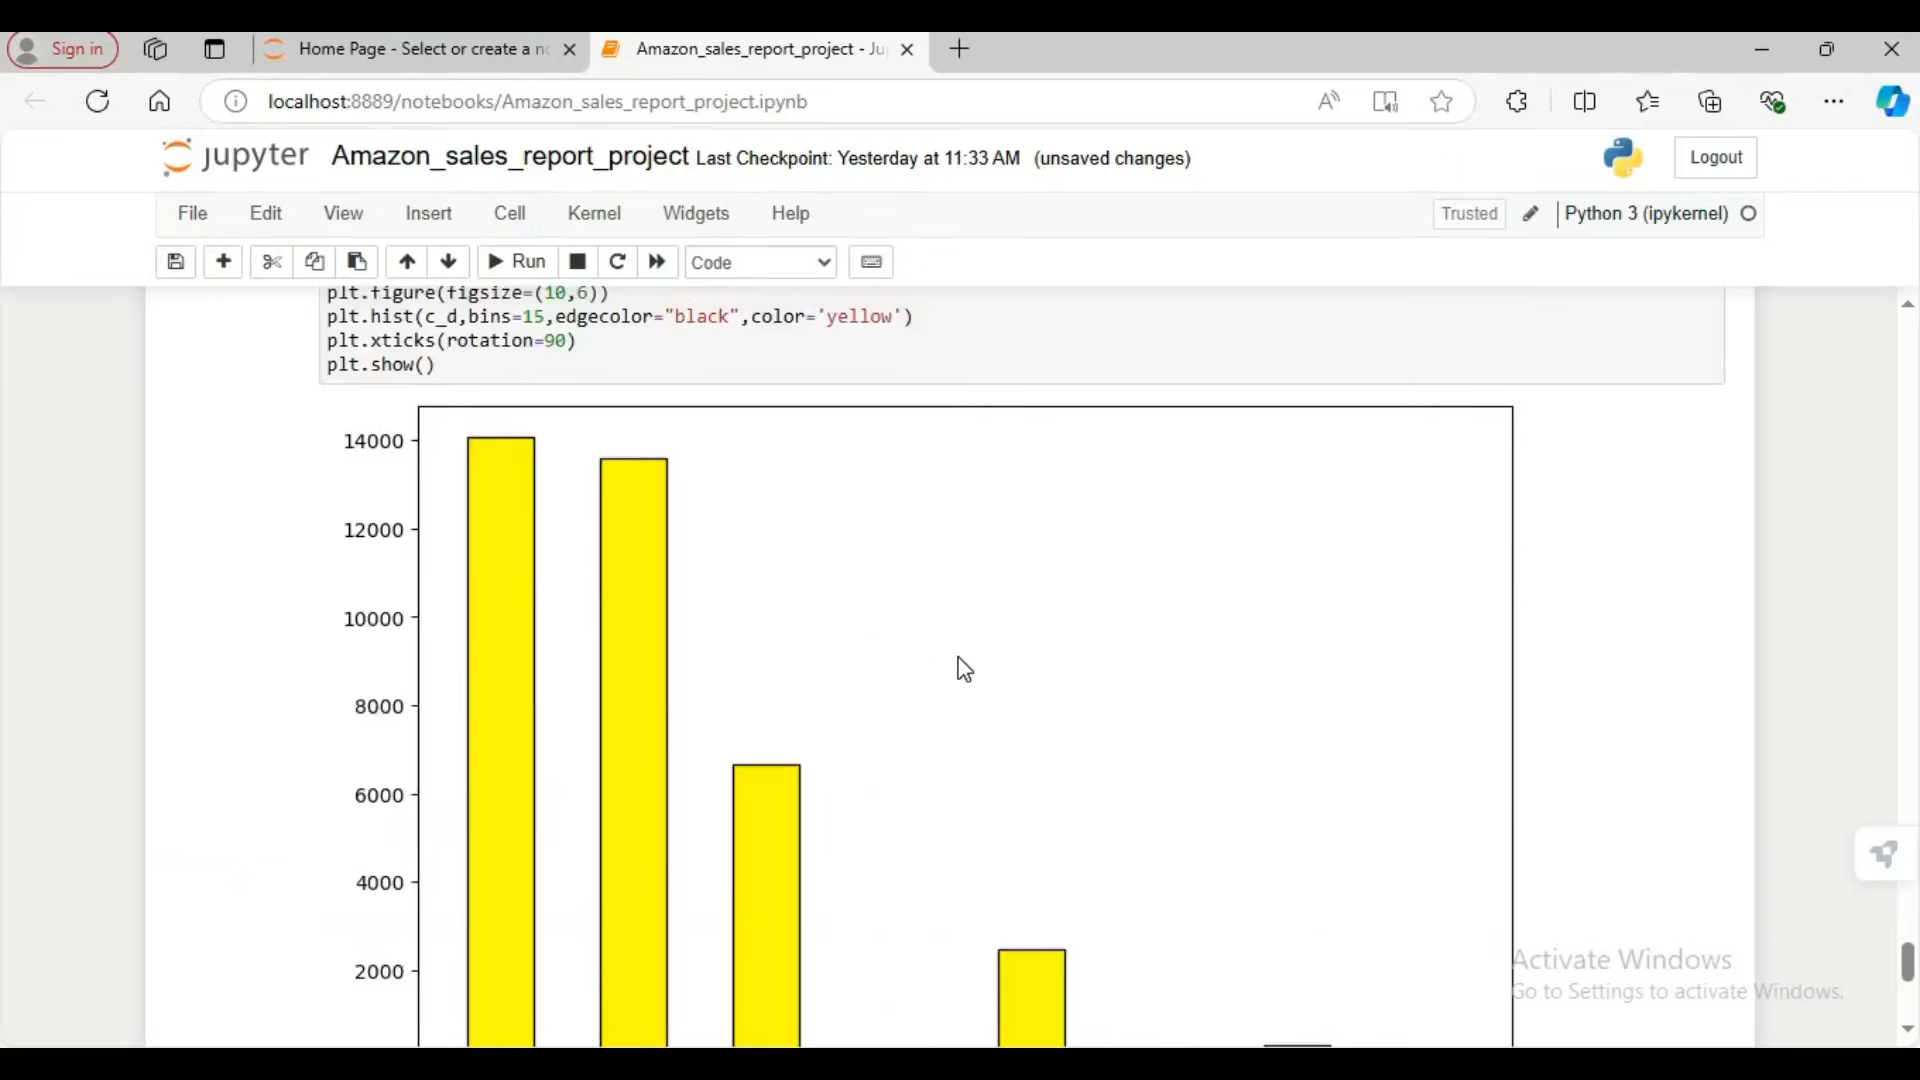 Sign in
Home Page - Select or create a no
Amazon_sales_report_project - Ju
localhost:8889/notebooks/Amazon_sales_report_project.ipynb
jupyter Amazon_sales_report_project Last Checkpoint: Yesterday at 11:33 AM (unsaved changes)
Logout
File Edit View Insert Cell Kernel Widgets Help
Trusted
Python 3 (ipykernel)
Run
Code
plt.figure(figsize=(10,6))
plt.hist(c_d,bins=15,edgecolor="black",color='yellow')
plt.xticks(rotation=90)
plt.show()
14000
12000
10000
8000
6000
4000
2000
Activate Windows
Go to Settings to activate Windows.